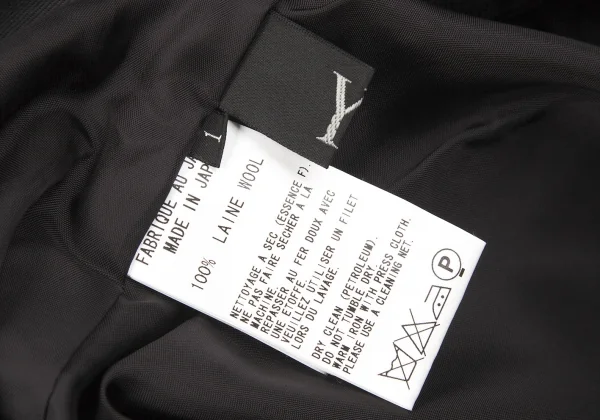 Y
1
FABRIQUE AU JA
MADE IN JAP
100% LAINE WOOL
NETTOYAGE A SEC (ESSENCE F).
NE PAS FAIRE SECHER A LA
MACHINE.
REPASSER AU FER DOUX AVEC
UNE ETOFFE.
VEUILLEZ UTILISER UN FILET
LORS DU LAVAGE.
DRY CLEAN (PETROLEUM).
DO NOT TUMBLE DRY.
WARM IRON WITH PRESS CLOTH.
PLEASE USE A CLEANING NET.
P